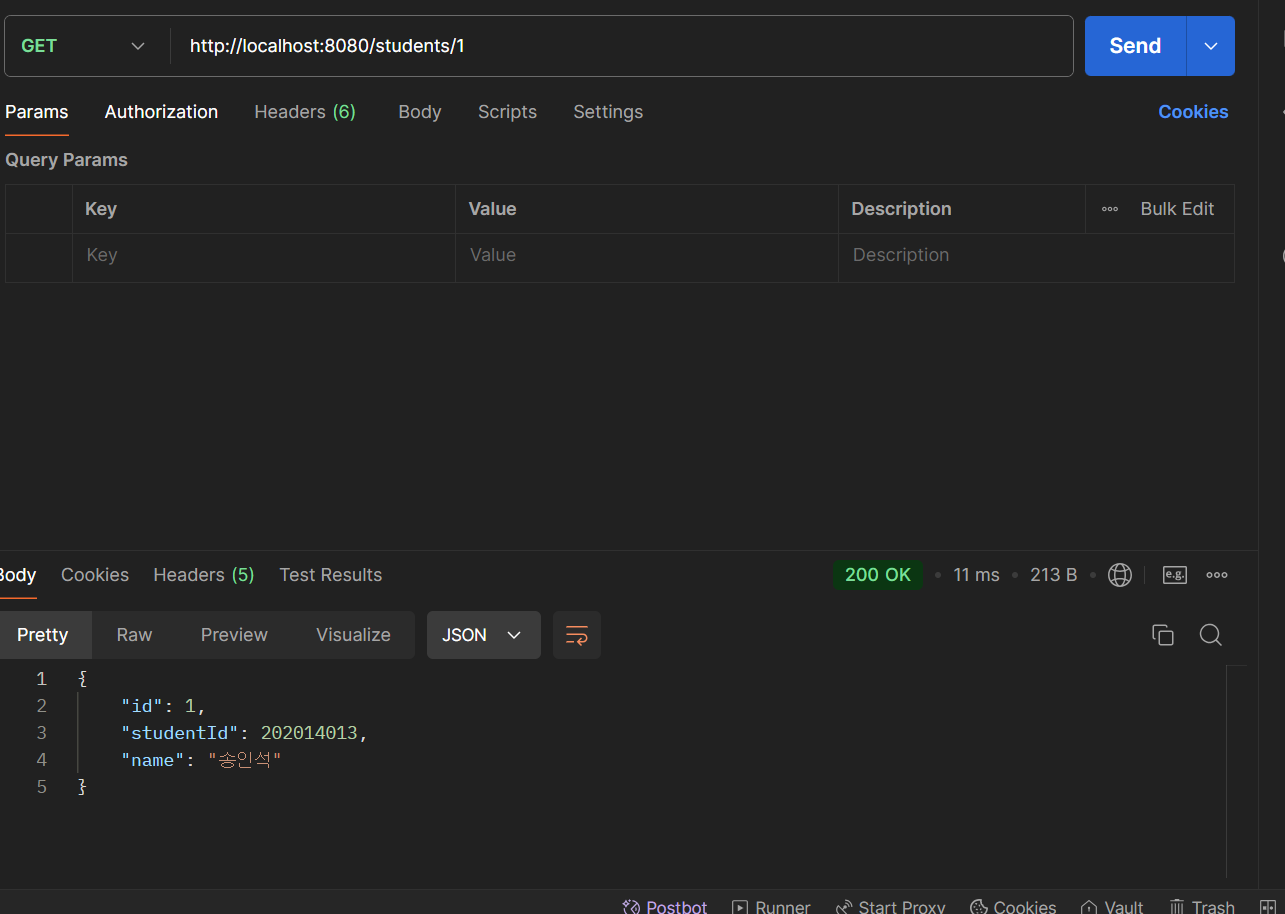 GET http://localhost:8080/students/1 Send
Params Authorization Headers (6) Body Scripts Settings Cookies
Query Params
Key Value Description Bulk Edit
Key Value Description
Body Cookies Headers (5) Test Results 200 OK 11 ms 213 B e.g.
Pretty Raw Preview Visualize JSON
1 {
2 "id": 1,
3 "studentId": 202014013,
4 "name": "송인석"
5 }
Postbot Runner Start Proxy Cookies Vault Trash